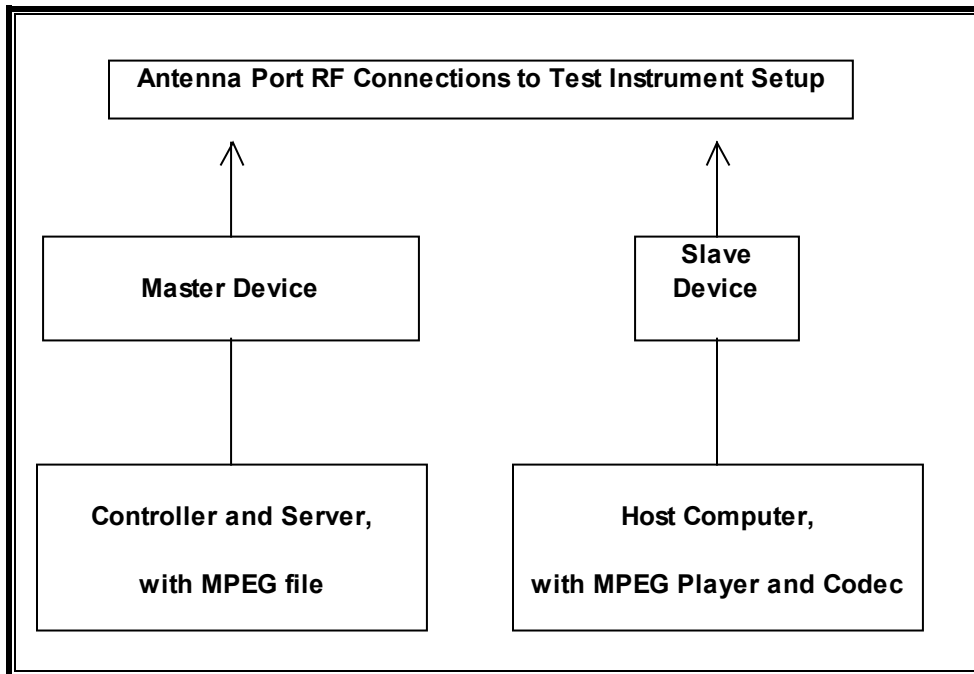 Antenna Port RF Connections to Test Instrument Setup
Master Device
Slave
Device
Controller and Server,
with MPEG file
Host Computer,
with MPEG Player and Codec